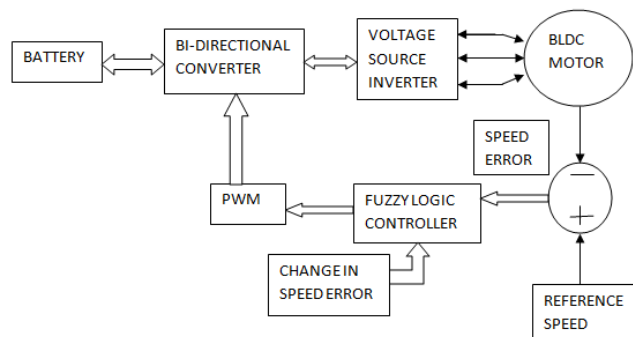 BATTERY
BI-DIRECTIONAL
CONVERTER
VOLTAGE
SOURCE
INVERTER
BLDC
MOTOR
SPEED
ERROR
—
+
PWM
FUZZY LOGIC
CONTROLLER
CHANGE IN
SPEED ERROR
REFERENCE
SPEED